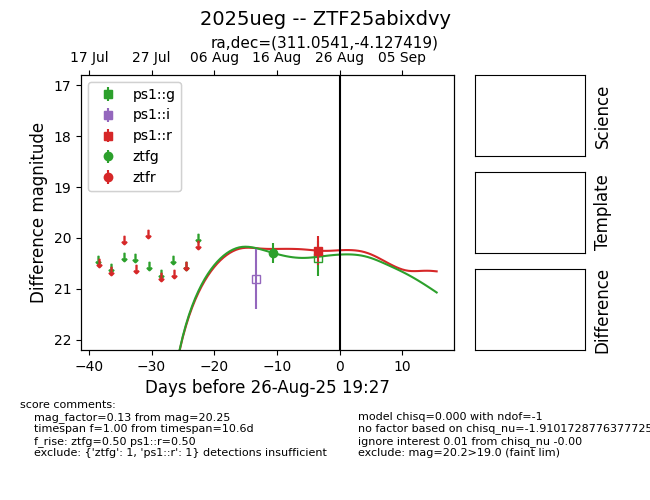 2025ueg -- ZTF25abixdvy
ra,dec=(311.0541,-4.127419)
17 Jul 27 Jul 06 Aug 16 Aug 26 Aug 05 Sep
ps1::g
ps1::i
ps1::r
ztfg
ztfr
17
18
19
20
21
22
Difference magnitude
−40 −30 −20 −10 0 10
Days before 26-Aug-25 19:27
Science
Template
Difference
score comments:
mag_factor=0.13 from mag=20.25
timespan f=1.00 from timespan=10.6d
f_rise: ztfg=0.50 ps1::r=0.50
exclude: {'ztfg': 1, 'ps1::r': 1} detections insufficient
model chisq=0.000 with ndof=-1
no factor based on chisq_nu=-1.9101728776377725
ignore interest 0.01 from chisq_nu -0.00
exclude: mag=20.2>19.0 (faint lim)